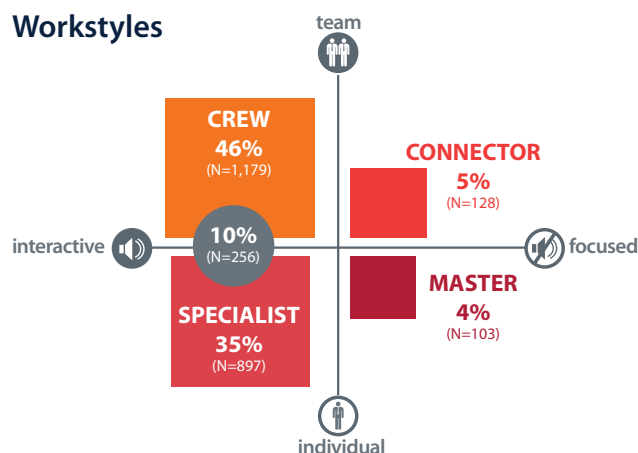 Workstyles
team
CREW
46%
(N=1,179)
CONNECTOR
5%
(N=128)
interactive
10%
(N=256)
focused
SPECIALIST
35%
(N=897)
MASTER
4%
(N=103)
individual